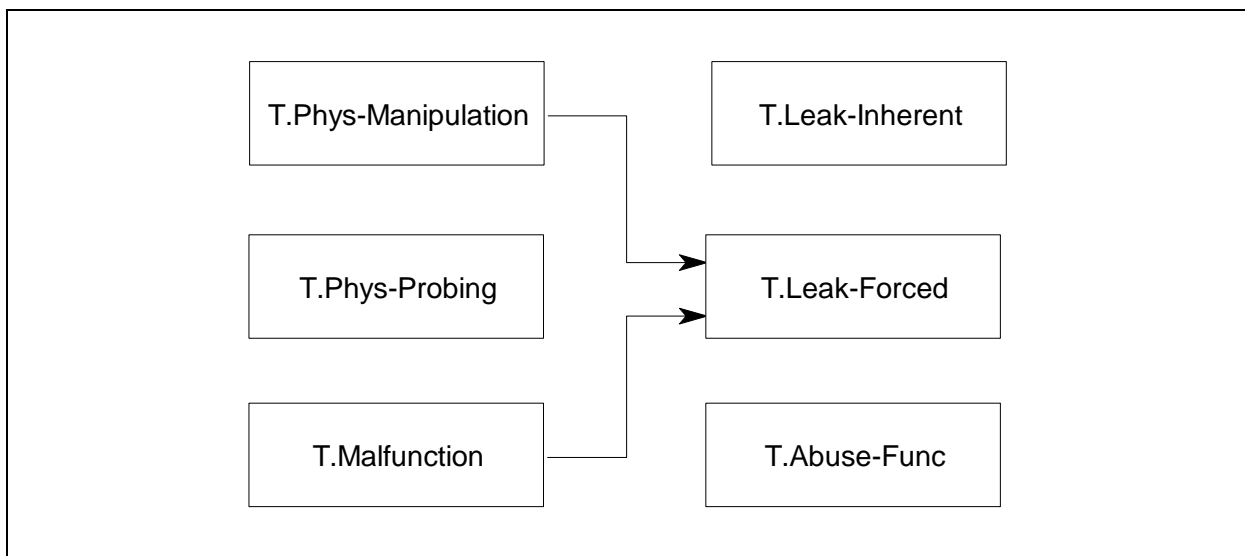 T.Phys-Manipulation
T.Leak-Inherent
T.Phys-Probing
T.Leak-Forced
T.Malfunction
T.Abuse-Func